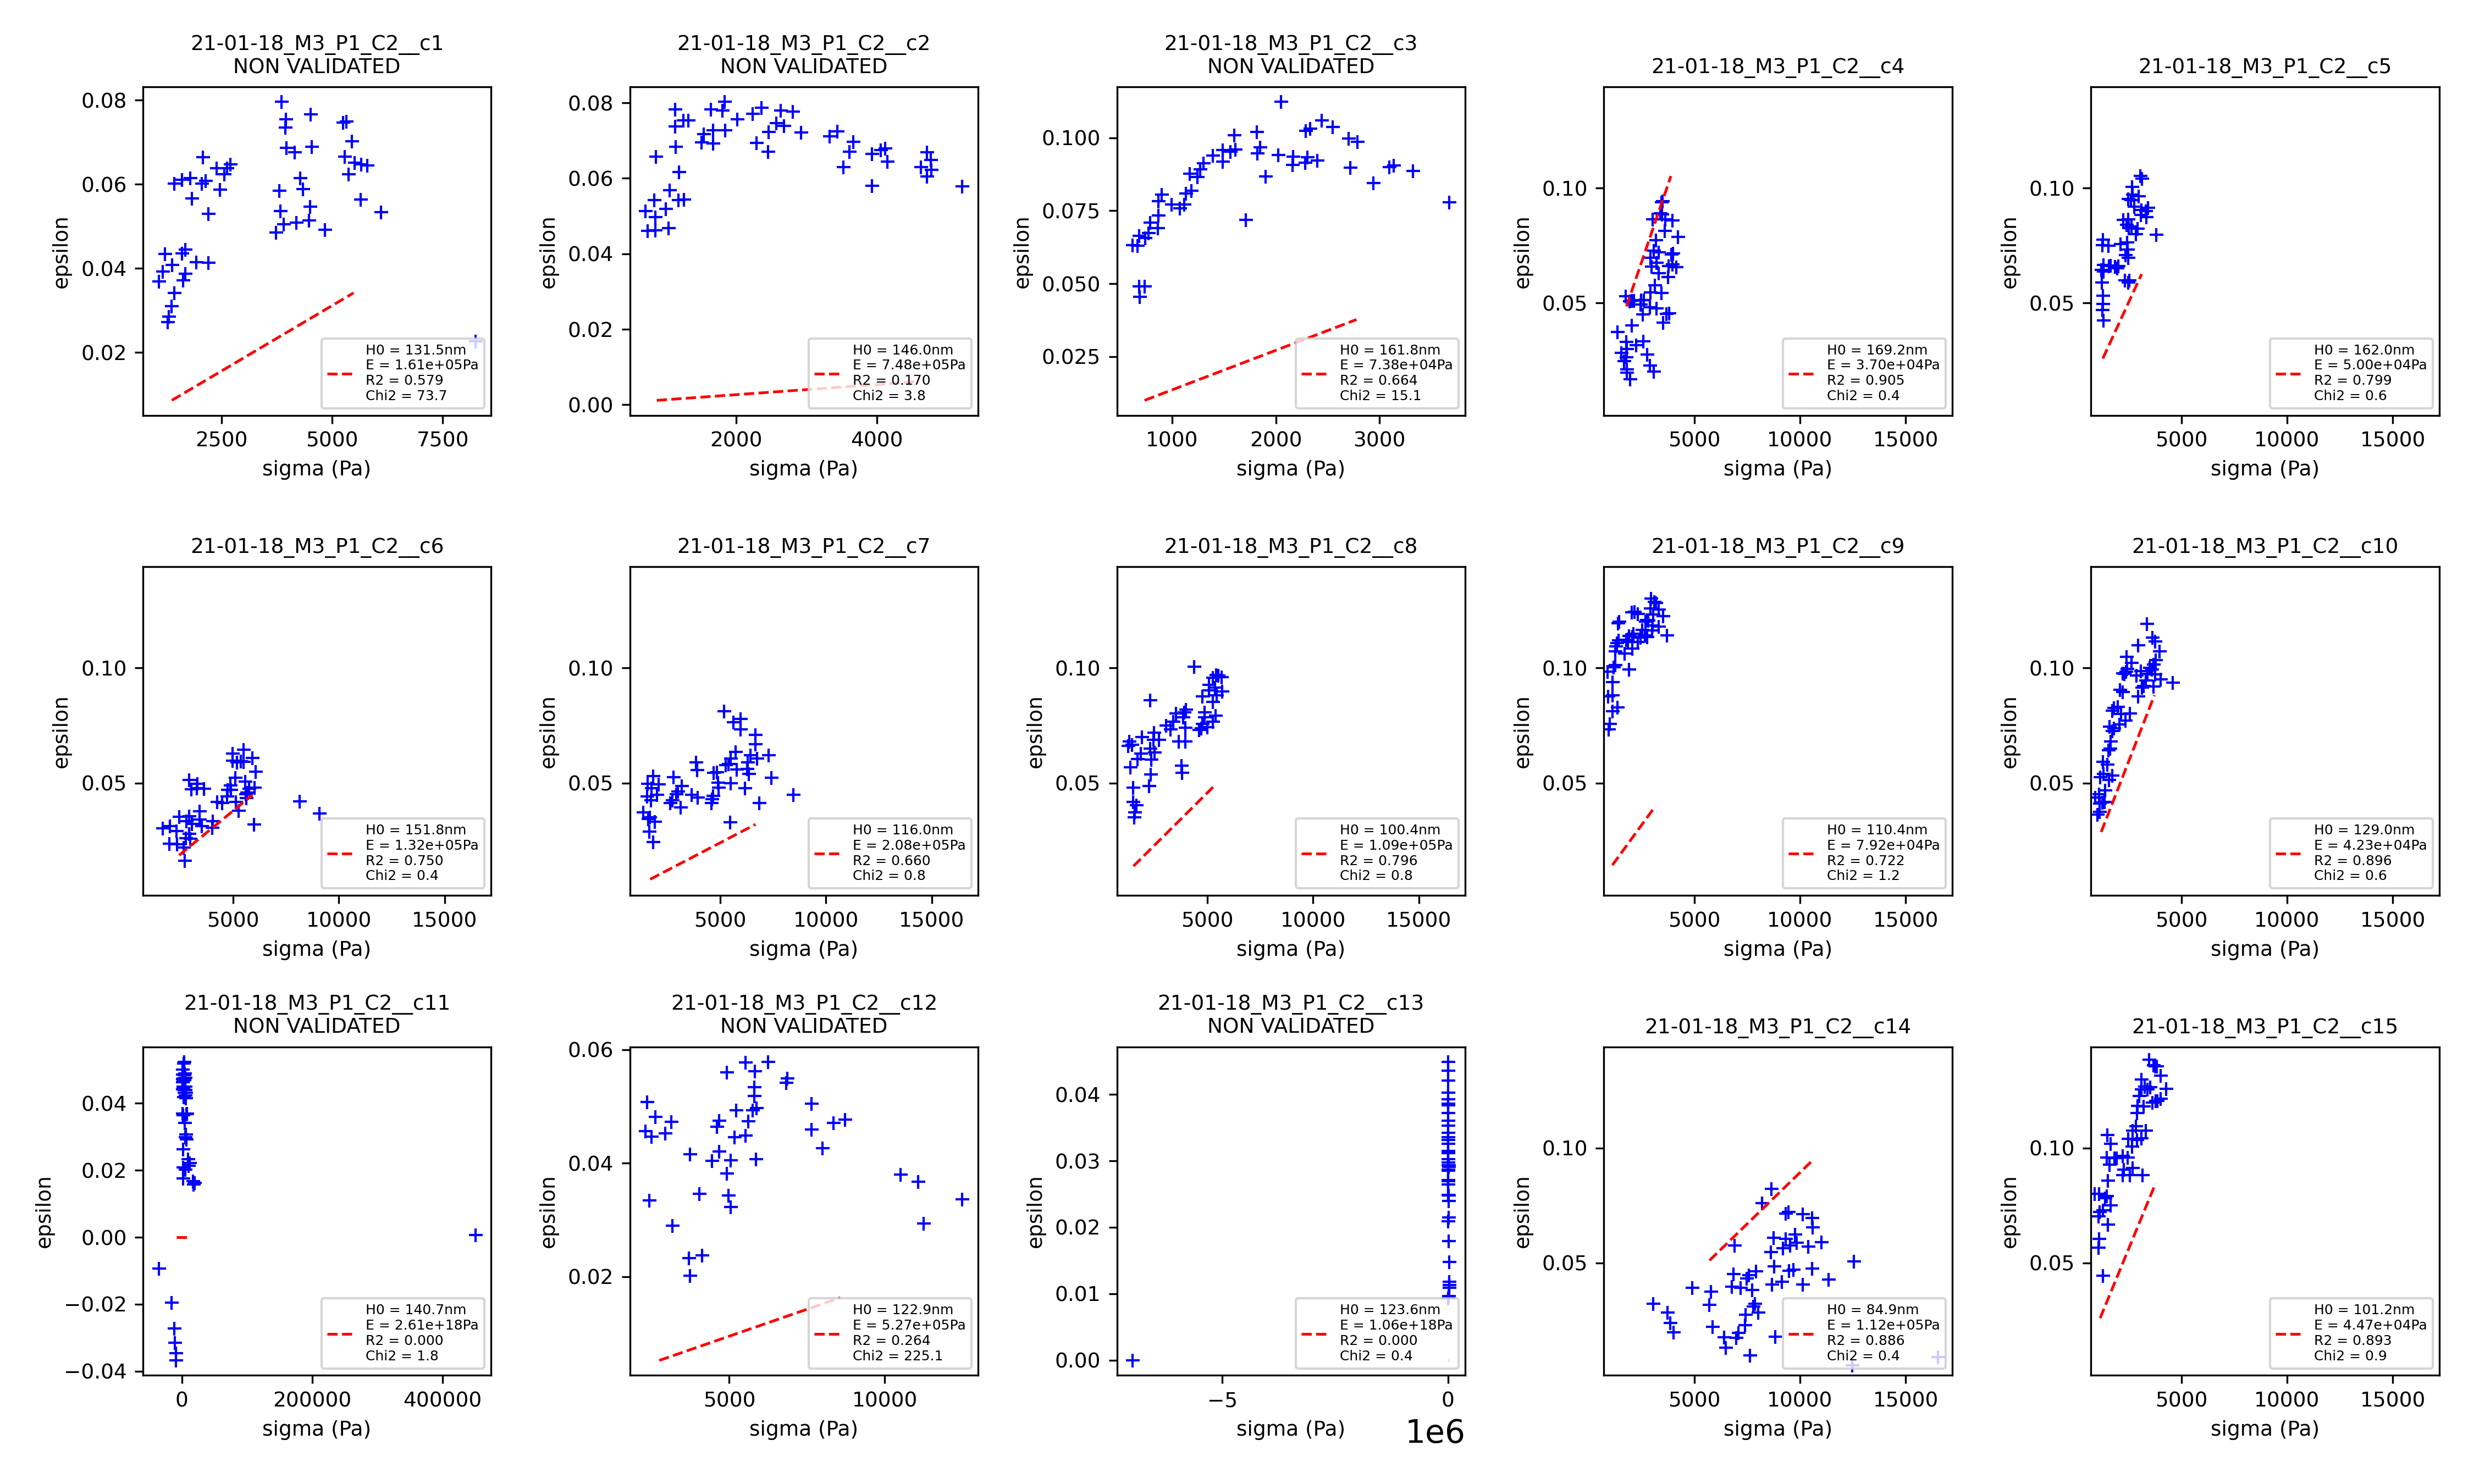 21-01-18_M3_P1_C2__c1
NON VALIDATED
0.08
0.06
0.04
0.02
epsilon
H0 = 131.5nm
E = 1.61e+05Pa
R2 = 0.579
Chi2 = 73.7
2500
5000
7500
sigma (Pa)
21-01-18_M3_P1_C2__c2
NON VALIDATED
0.08
0.06
0.04
0.02
0.00
epsilon
H0 = 146.0nm
E = 7.48e+05Pa
R2 = 0.170
Chi2 = 3.8
2000
4000
sigma (Pa)
21-01-18_M3_P1_C2__c3
NON VALIDATED
0.100
0.075
0.050
0.025
epsilon
H0 = 161.8nm
E = 7.38e+04Pa
R2 = 0.664
Chi2 = 15.1
1000
2000
3000
sigma (Pa)
21-01-18_M3_P1_C2__c4
0.10
0.05
epsilon
H0 = 169.2nm
E = 3.70e+04Pa
R2 = 0.905
Chi2 = 0.4
5000
10000
15000
sigma (Pa)
21-01-18_M3_P1_C2__c5
0.10
0.05
epsilon
H0 = 162.0nm
E = 5.00e+04Pa
R2 = 0.799
Chi2 = 0.6
5000
10000
15000
sigma (Pa)
21-01-18_M3_P1_C2__c6
0.10
0.05
epsilon
H0 = 151.8nm
E = 1.32e+05Pa
R2 = 0.750
Chi2 = 0.4
5000
10000
15000
sigma (Pa)
21-01-18_M3_P1_C2__c7
0.10
0.05
epsilon
H0 = 116.0nm
E = 2.08e+05Pa
R2 = 0.660
Chi2 = 0.8
5000
10000
15000
sigma (Pa)
21-01-18_M3_P1_C2__c8
0.10
0.05
epsilon
H0 = 100.4nm
E = 1.09e+05Pa
R2 = 0.796
Chi2 = 0.8
5000
10000
15000
sigma (Pa)
21-01-18_M3_P1_C2__c9
0.10
0.05
epsilon
H0 = 110.4nm
E = 7.92e+04Pa
R2 = 0.722
Chi2 = 1.2
5000
10000
15000
sigma (Pa)
21-01-18_M3_P1_C2__c10
0.10
0.05
epsilon
H0 = 129.0nm
E = 4.23e+04Pa
R2 = 0.896
Chi2 = 0.6
5000
10000
15000
sigma (Pa)
21-01-18_M3_P1_C2__c11
NON VALIDATED
0.04
0.02
0.00
−0.02
−0.04
epsilon
H0 = 140.7nm
E = 2.61e+18Pa
R2 = 0.000
Chi2 = 1.8
0
200000
400000
sigma (Pa)
21-01-18_M3_P1_C2__c12
NON VALIDATED
0.06
0.04
0.02
epsilon
H0 = 122.9nm
E = 5.27e+05Pa
R2 = 0.264
Chi2 = 225.1
5000
10000
sigma (Pa)
21-01-18_M3_P1_C2__c13
NON VALIDATED
0.04
0.03
0.02
0.01
0.00
epsilon
H0 = 123.6nm
E = 1.06e+18Pa
R2 = 0.000
Chi2 = 0.4
−5
0
sigma (Pa)
1e6
21-01-18_M3_P1_C2__c14
0.10
0.05
epsilon
H0 = 84.9nm
E = 1.12e+05Pa
R2 = 0.886
Chi2 = 0.4
5000
10000
15000
sigma (Pa)
21-01-18_M3_P1_C2__c15
0.10
0.05
epsilon
H0 = 101.2nm
E = 4.47e+04Pa
R2 = 0.893
Chi2 = 0.9
5000
10000
15000
sigma (Pa)